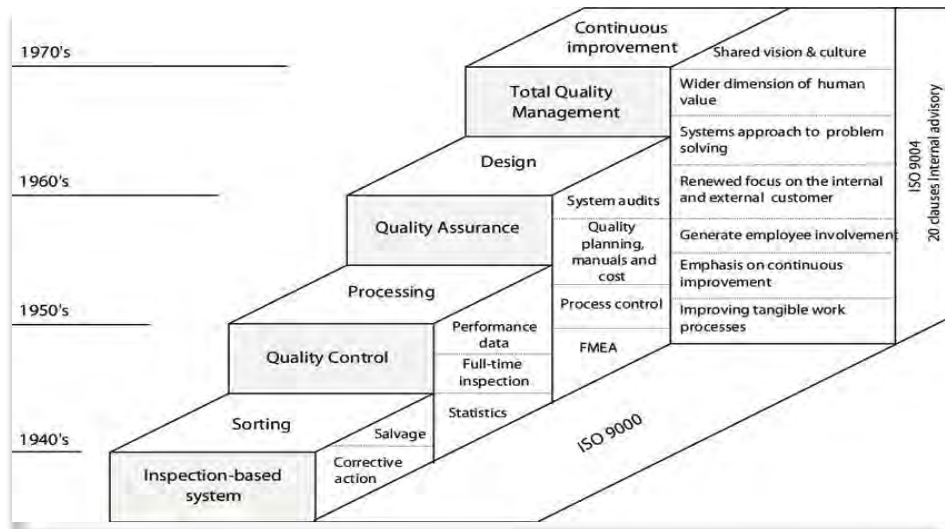 Continuous
improvement
1970's
Shared vision & culture
Total Quality
Management
Wider dimension of human
value
Systems approach to problem
solving
Design
1960's
Renewed focus on the internal
and external customer
System audits
Quality Assurance
Quality
planning,
manuals and
cost
Generate employee involvement
Emphasis on continuous
improvement
Processing
Process control
Improving tangible work
processes
1950's
Performance
data
Quality Control
Full-time
inspection
FMEA
Statistics
Sorting
Salvage
1940's
Corrective
action
Inspection-based
system
ISO 9000
ISO 9004
20 clauses Internal advisory